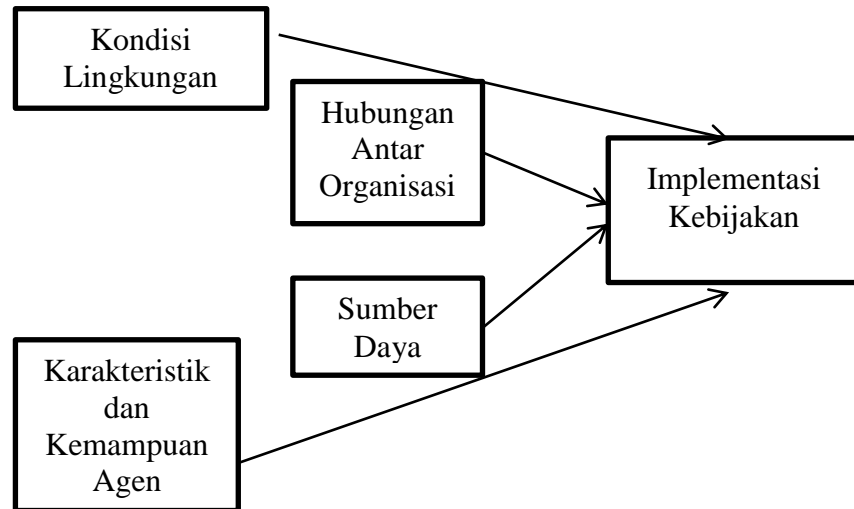 Kondisi
Lingkungan
Hubungan
Antar
Organisasi
Implementasi
Kebijakan
Sumber
Daya
Karakteristik
dan
Kemampuan
Agen